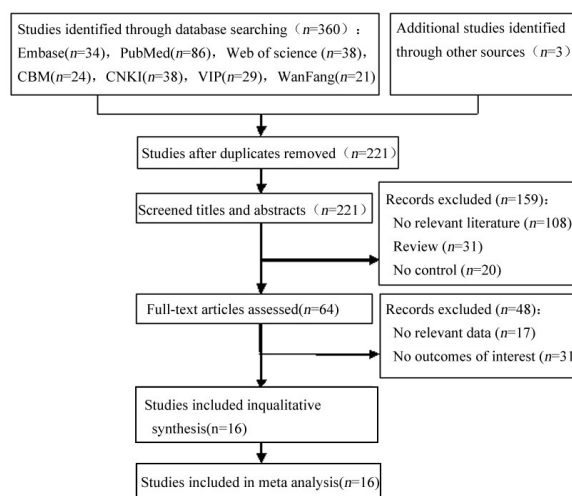 Studies identified through database searching（n=360）:
Embase(n=34),  PubMed(n=86),  Web of science(n=38),
CBM(n=24),  CNKI(n=38),  VIP(n=29),  WanFang(n=21)
Additional studies identified
through other sources（n=3）
Studies after duplicates removed（n=221）
Screened titles and abstracts（n=221）
Records excluded (n=159):
No relevant literature (n=108)
Review (n=31)
No control (n=20)
Full-text articles assessed(n=64)
Records excluded (n=48):
No relevant data (n=17)
No outcomes of interest (n=31
Studies included inqualitative
synthesis(n=16)
Studies included in meta analysis(n=16)